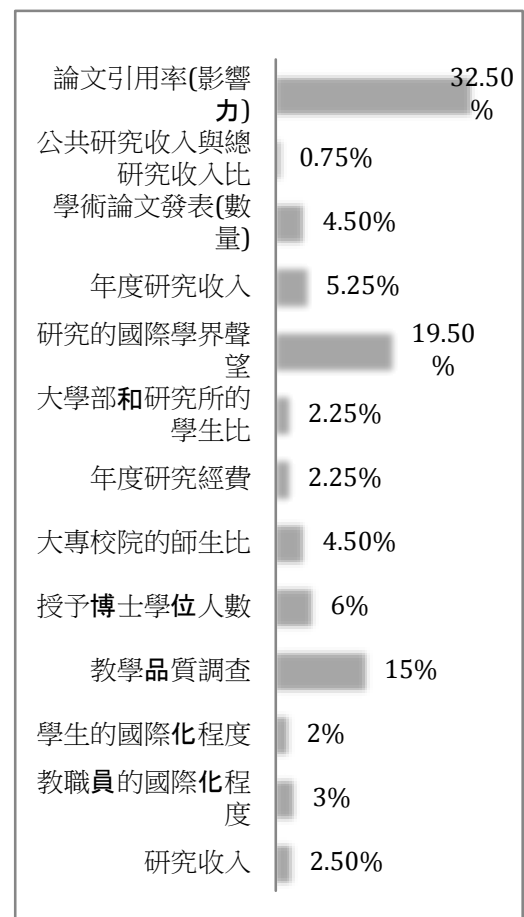 論文引用率(影響
力)
32.50
%
公共研究收入與總
研究收入比
0.75%
學術論文發表(數
量)
4.50%
年度研究收入
5.25%
研究的國際學界聲
望
19.50
%
大學部和研究所的
學生比
2.25%
年度研究經費
2.25%
大專校院的師生比
4.50%
授予博士學位人數
6%
教學品質調查
15%
學生的國際化程度
2%
教職員的國際化程
度
3%
研究收入
2.50%